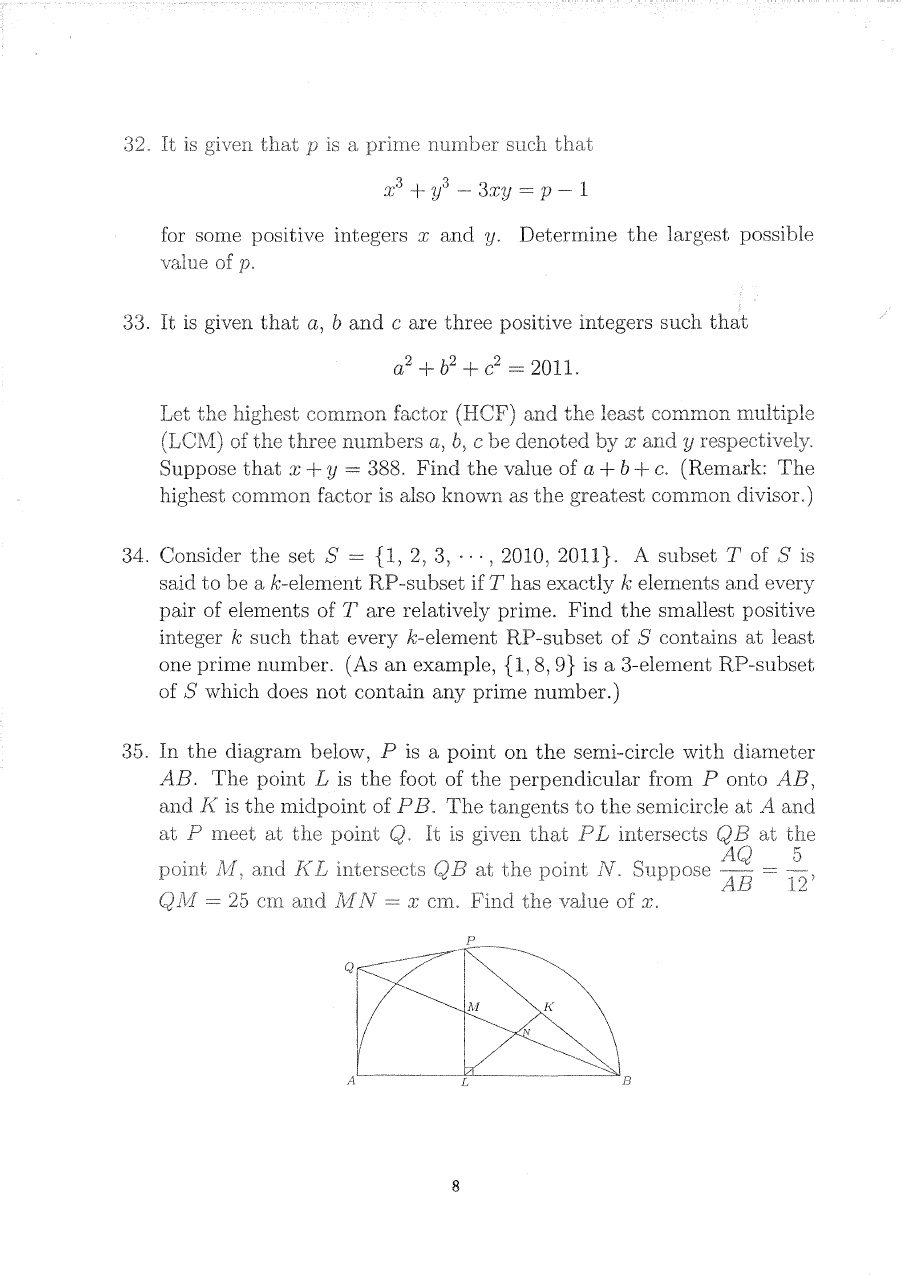 32. It is given that p is a prime number such that
x³ + y³ − 3xy = p − 1
for some positive integers x and y. Determine the largest possible
value of p.
33. It is given that a, b and c are three positive integers such that
a² + b² + c² = 2011.
Let the highest common factor (HCF) and the least common multiple
(LCM) of the three numbers a, b, c be denoted by x and y respectively.
Suppose that x + y = 388. Find the value of a + b + c. (Remark: The
highest common factor is also known as the greatest common divisor.)
34. Consider the set S = {1, 2, 3, ⋯, 2010, 2011}. A subset T of S is
said to be a k-element RP-subset if T has exactly k elements and every
pair of elements of T are relatively prime. Find the smallest positive
integer k such that every k-element RP-subset of S contains at least
one prime number. (As an example, {1, 8, 9} is a 3-element RP-subset
of S which does not contain any prime number.)
35. In the diagram below, P is a point on the semi-circle with diameter
AB. The point L is the foot of the perpendicular from P onto AB,
and K is the midpoint of PB. The tangents to the semicircle at A and
at P meet at the point Q. It is given that PL intersects QB at the
point M, and KL intersects QB at the point N. Suppose AQ/AB = 5/12,
QM = 25 cm and MN = x cm. Find the value of x.
P
Q
M
K
N
A
L
B
8